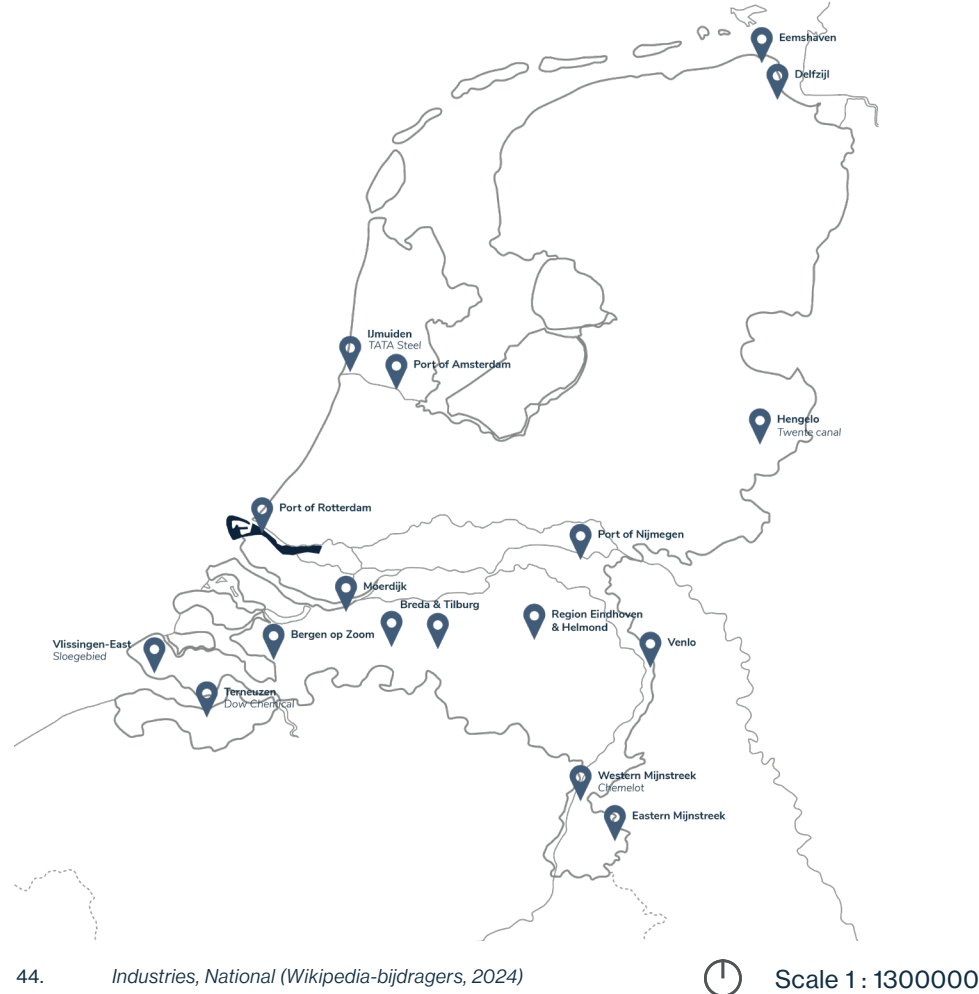 Eemshaven
Delfzijl
IJmuiden
TATA Steel
Port of Amsterdam
Hengelo
Twente canal
Port of Rotterdam
Port of Nijmegen
Moerdijk
Breda & Tilburg
Region Eindhoven
& Helmond
Bergen op Zoom
Vlissingen-East
Sloegebied
Venlo
Terneuzen
Dow Chemical
Western Mijnstreek
Chemelot
Eastern Mijnstreek
44.
Industries, National (Wikipedia-bijdragers, 2024)
Scale 1 : 1300000